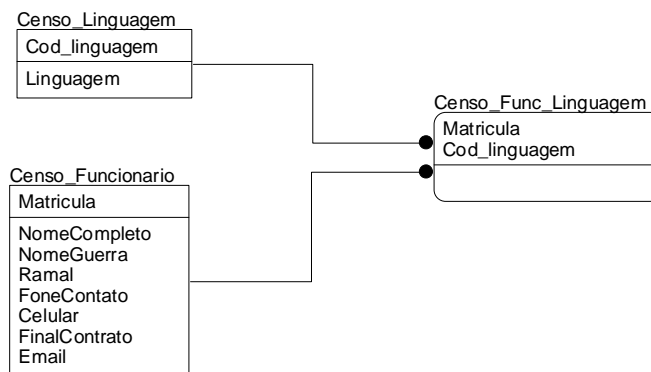 Censo_Linguagem
Cod_linguagem
Linguagem
Censo_Func_Linguagem
Matricula
Cod_linguagem
Censo_Funcionario
Matricula
NomeCompleto
NomeGuerra
Ramal
FoneContato
Celular
FinalContrato
Email